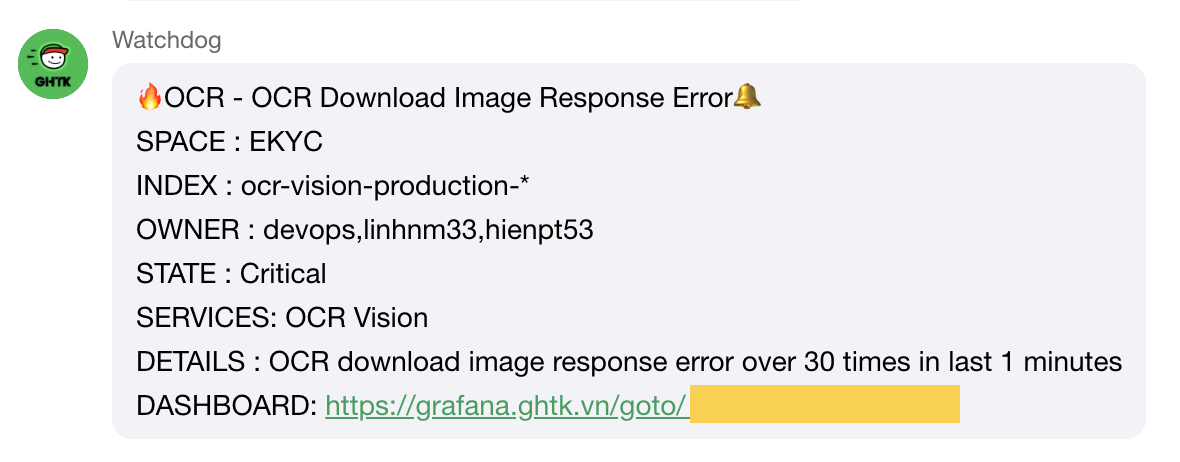 GHTK
Watchdog
🔥OCR - OCR Download Image Response Error🔔
SPACE : EKYC
INDEX : ocr-vision-production-*
OWNER : devops,linhnm33,hienpt53
STATE : Critical
SERVICES: OCR Vision
DETAILS : OCR download image response error over 30 times in last 1 minutes
DASHBOARD: https://grafana.ghtk.vn/goto/